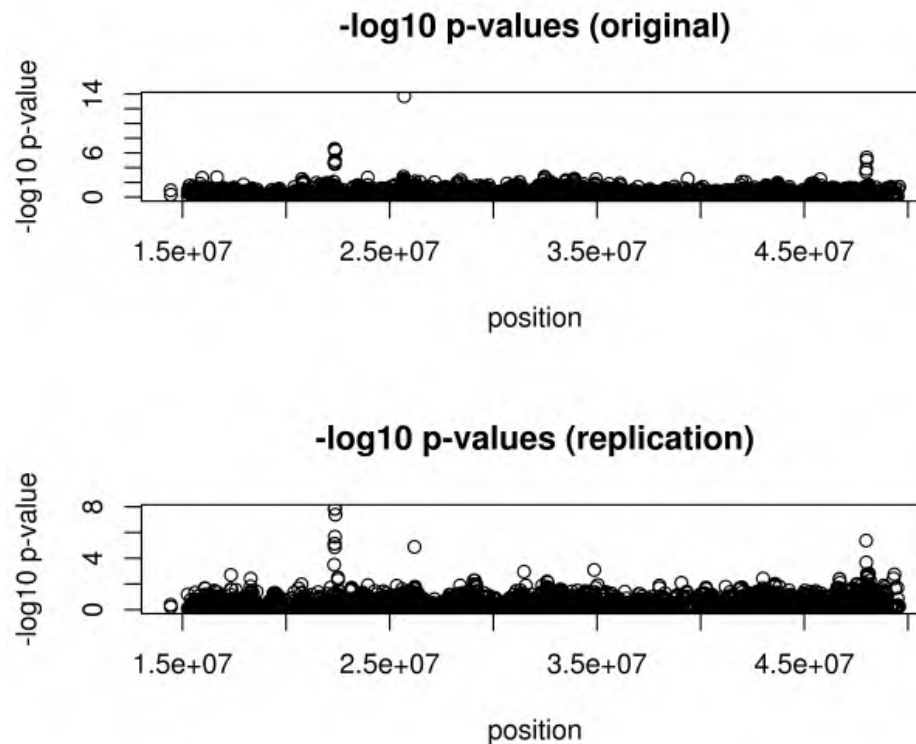 -log10 p-values (original)
-log10 p-value
14
6
0
1.5e+07 2.5e+07 3.5e+07 4.5e+07
position
-log10 p-values (replication)
-log10 p-value
8
4
0
1.5e+07 2.5e+07 3.5e+07 4.5e+07
position